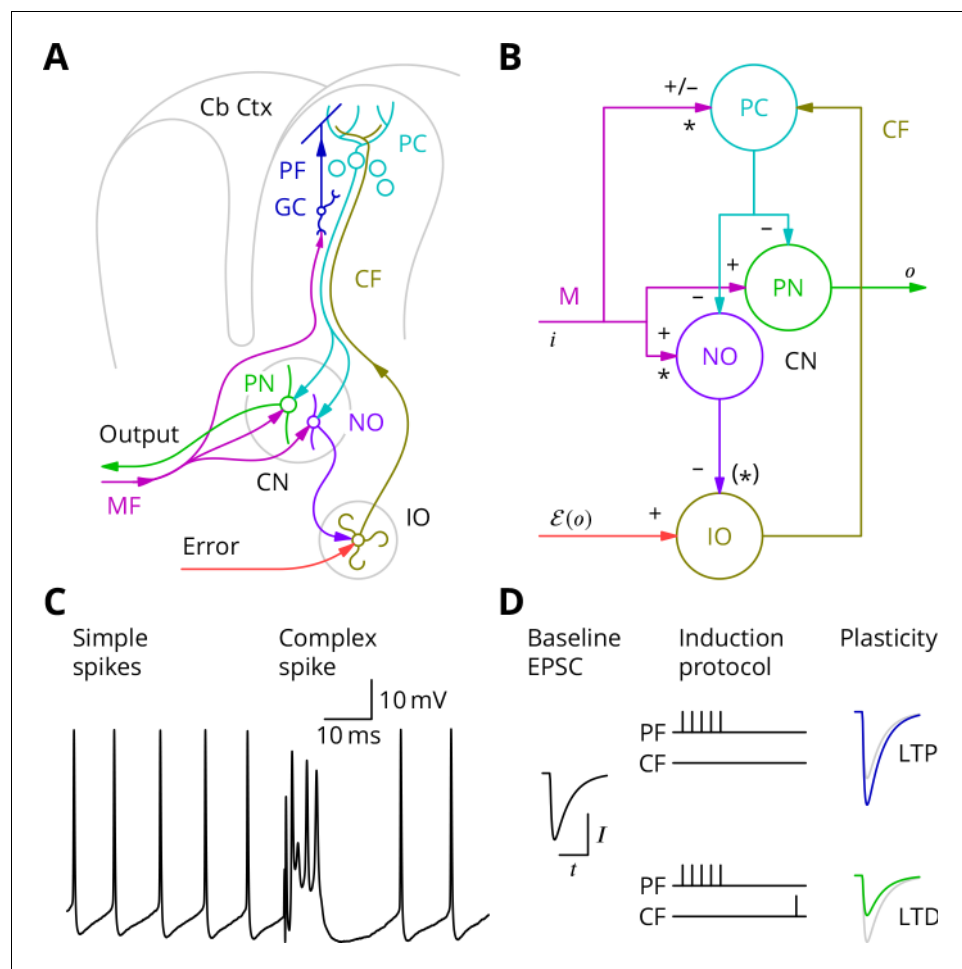 A
Cb Ctx
PC
PF
GC
CF
PN
NO
Output
CN
MF
IO
Error
B
+/–
*
PC
CF
–
+
PN
o
M
–
i
+
NO
CN
*
–
(*)
ℰ(o)
+
IO
C
Simple
spikes
Complex
spike
10 mV
10 ms
D
Baseline
EPSC
Induction
protocol
Plasticity
PF
CF
LTP
I
t
PF
CF
LTD